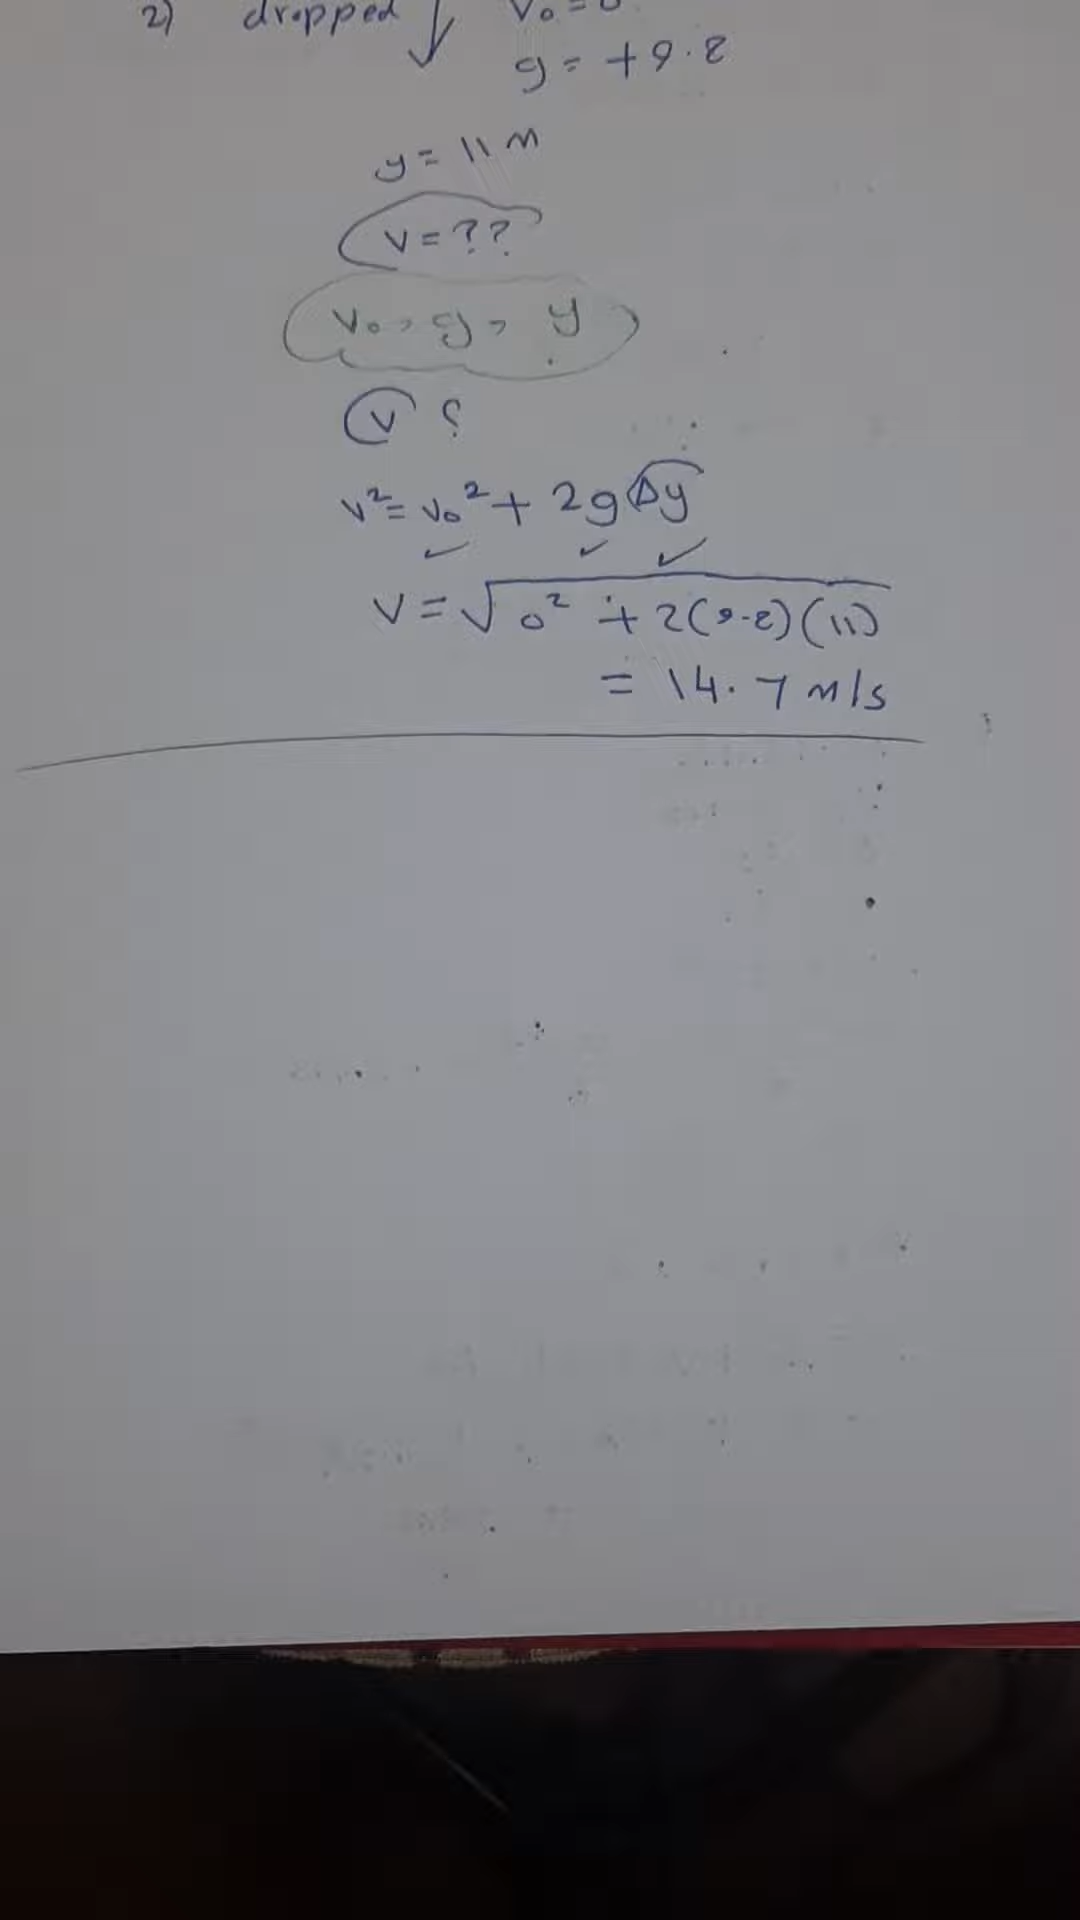 2) dropped ↓ V₀ = 0
g = +9.8
y = 11 m
v = ??
V₀, g, y
v ?
v² = v₀² + 2gΔy
✓ ✓ ✓
v = √(0² + 2(9.8)(11))
= 14.7 m/s